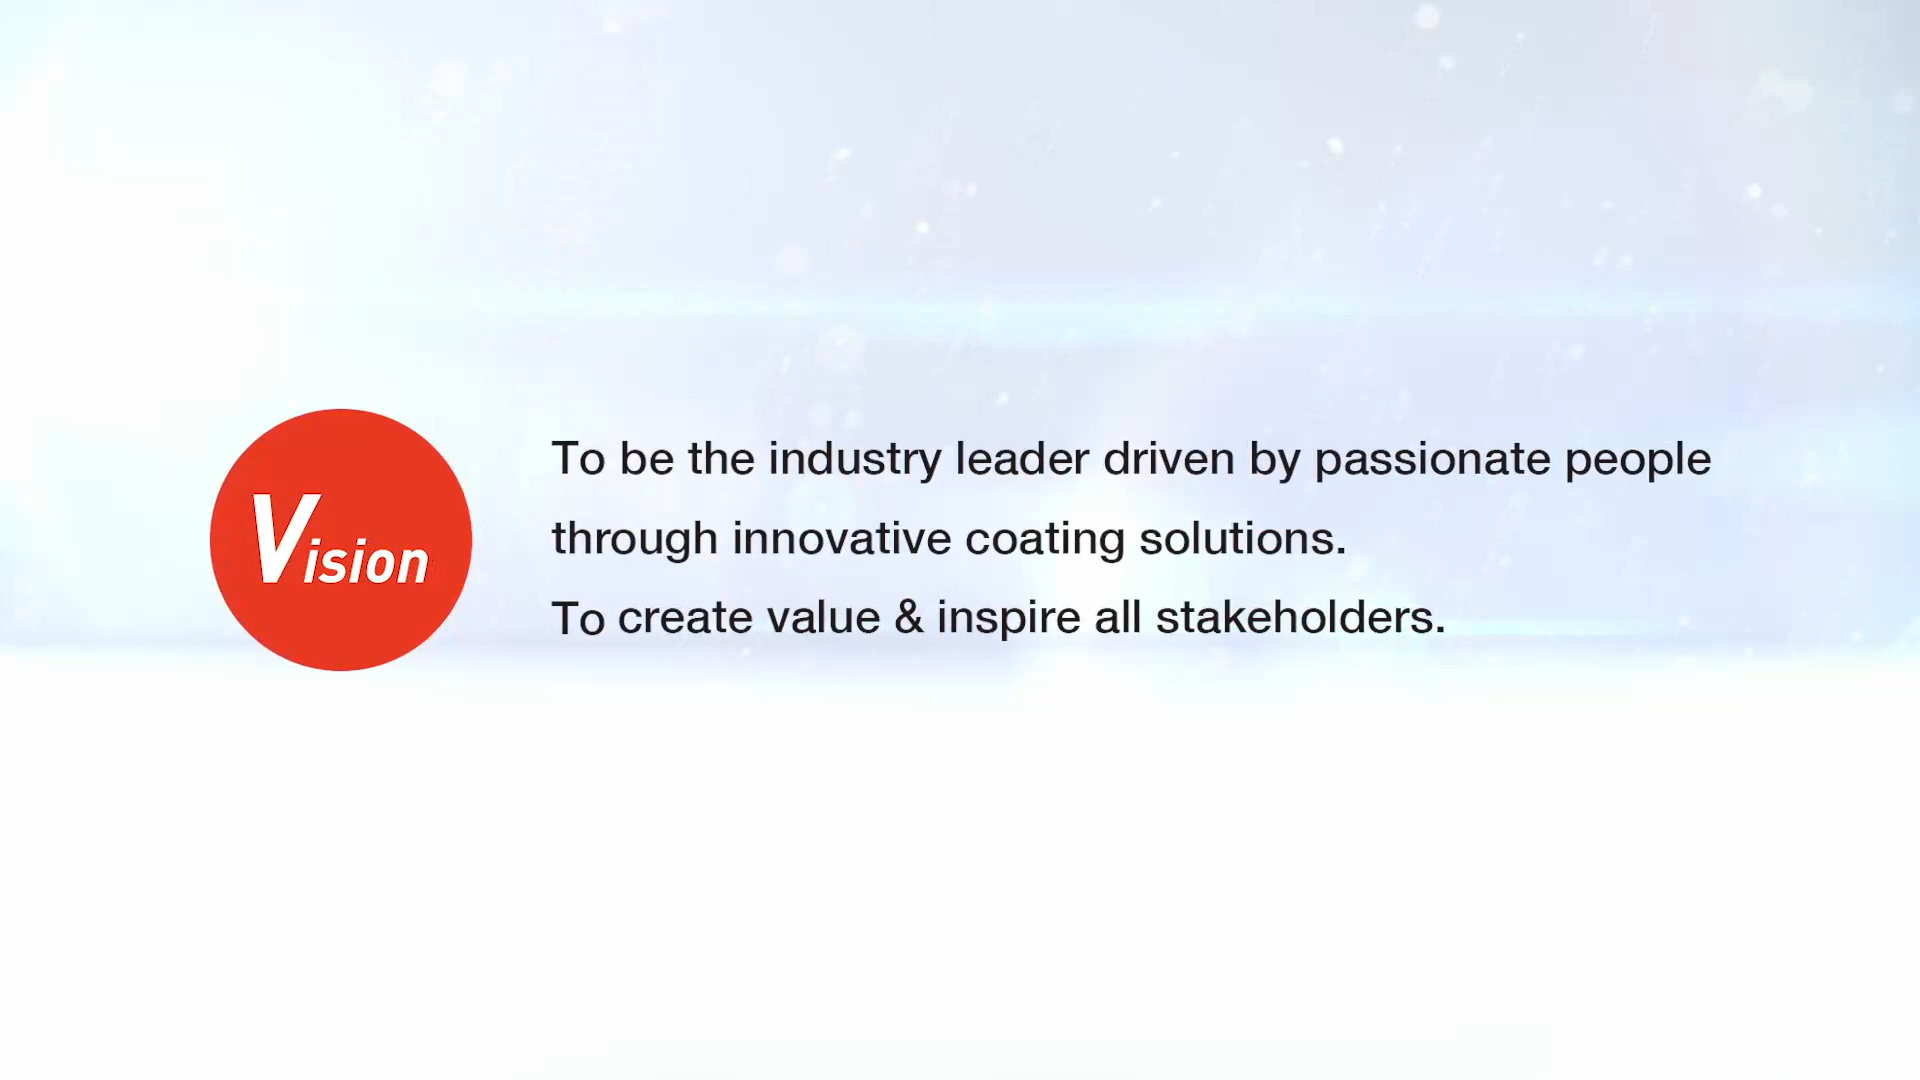 Vision
To be the industry leader driven by passionate people
through innovative coating solutions.
To create value & inspire all stakeholders.